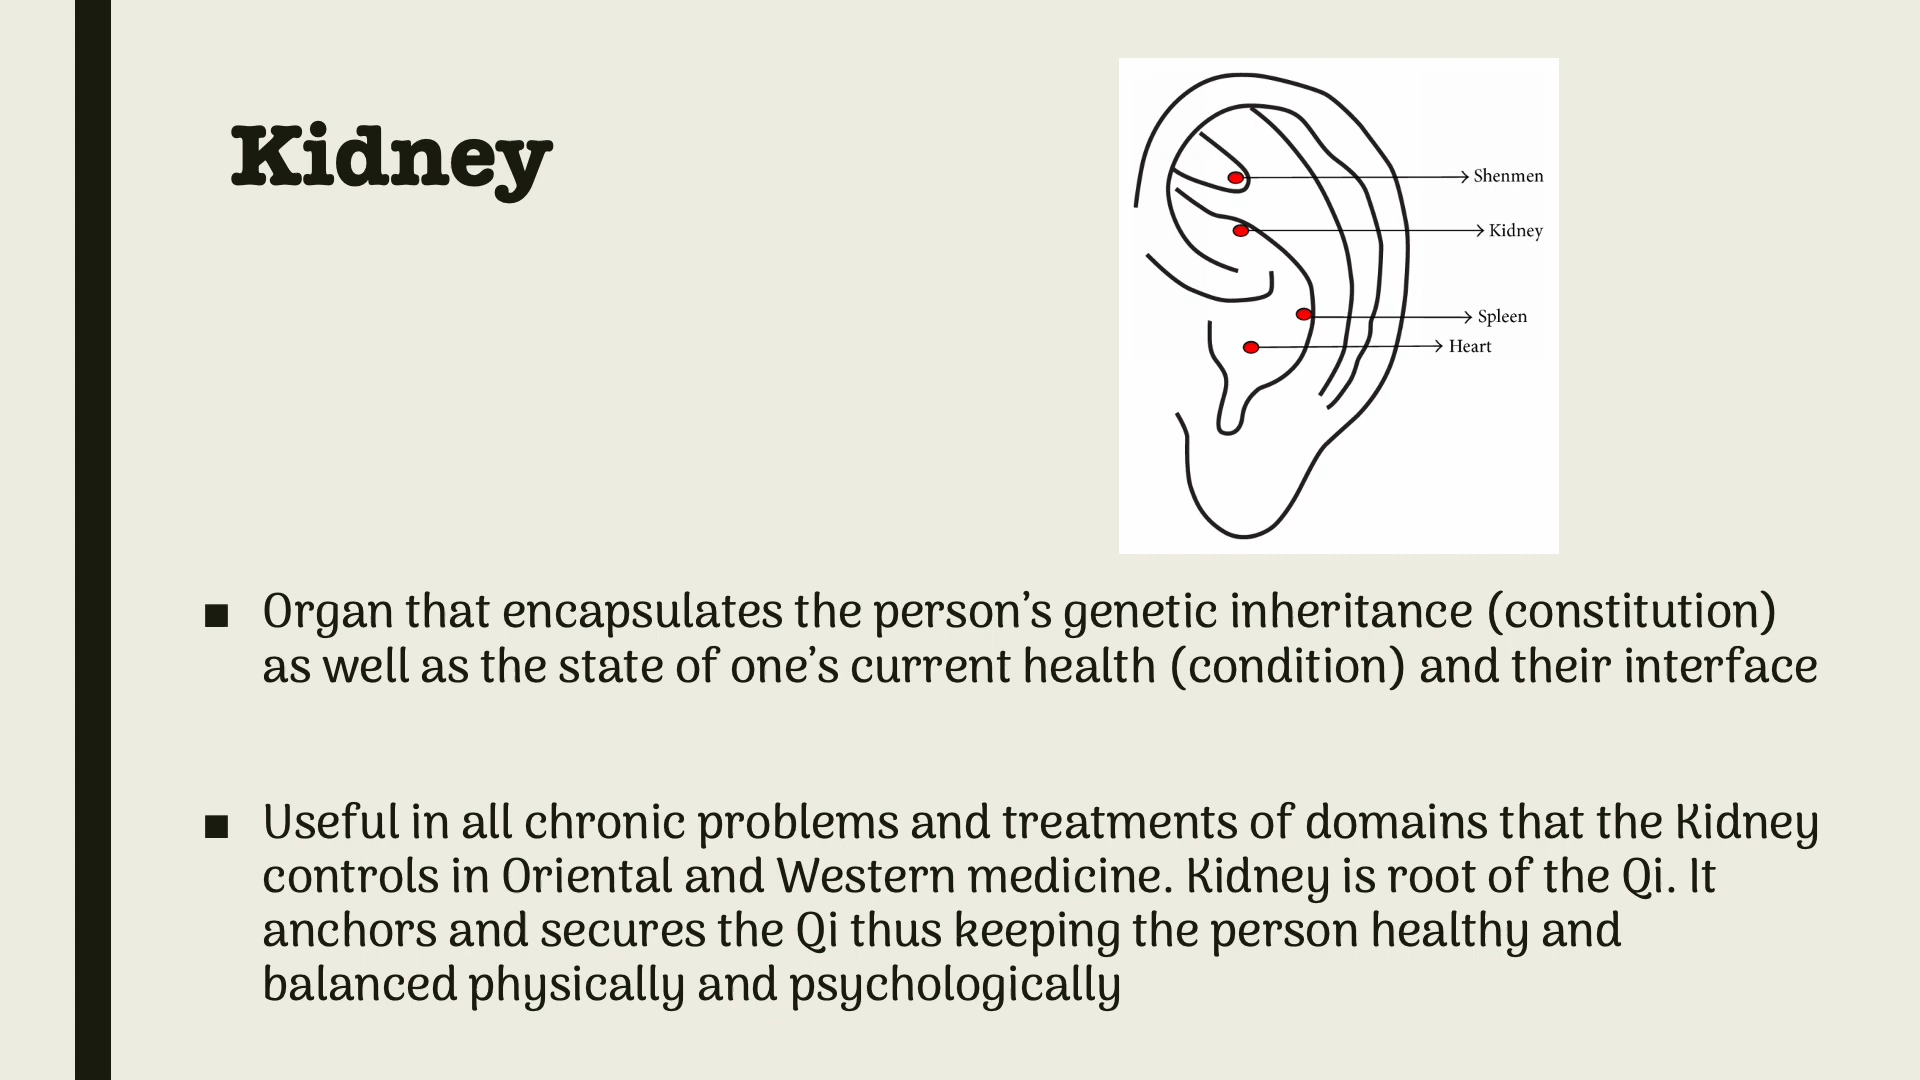 Kidney
Shenmen
Kidney
Spleen
Heart
■ Organ that encapsulates the person’s genetic inheritance (constitution)
as well as the state of one’s current health (condition) and their interface
■ Useful in all chronic problems and treatments of domains that the Kidney
controls in Oriental and Western medicine. Kidney is root of the Qi. It
anchors and secures the Qi thus keeping the person healthy and
balanced physically and psychologically